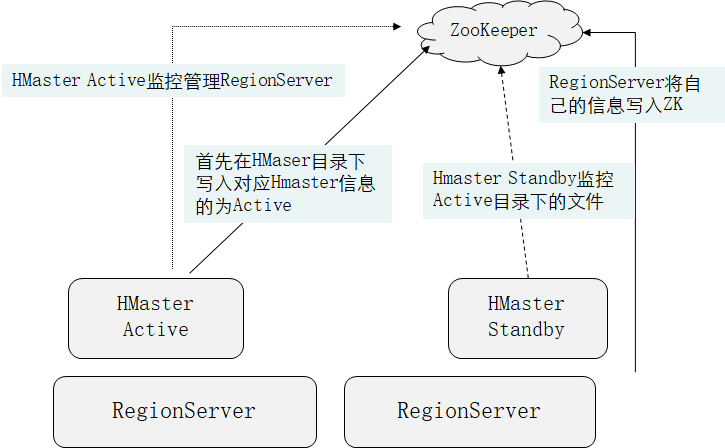 ZooKeeper
HMaster Active监控管理RegionServer
RegionServer将自
己的信息写入ZK
首先在HMaser目录下
写入对应Hmaster信息
的为Active
Hmaster Standby监控
Active目录下的文件
HMaster
Active
HMaster
Standby
RegionServer
RegionServer